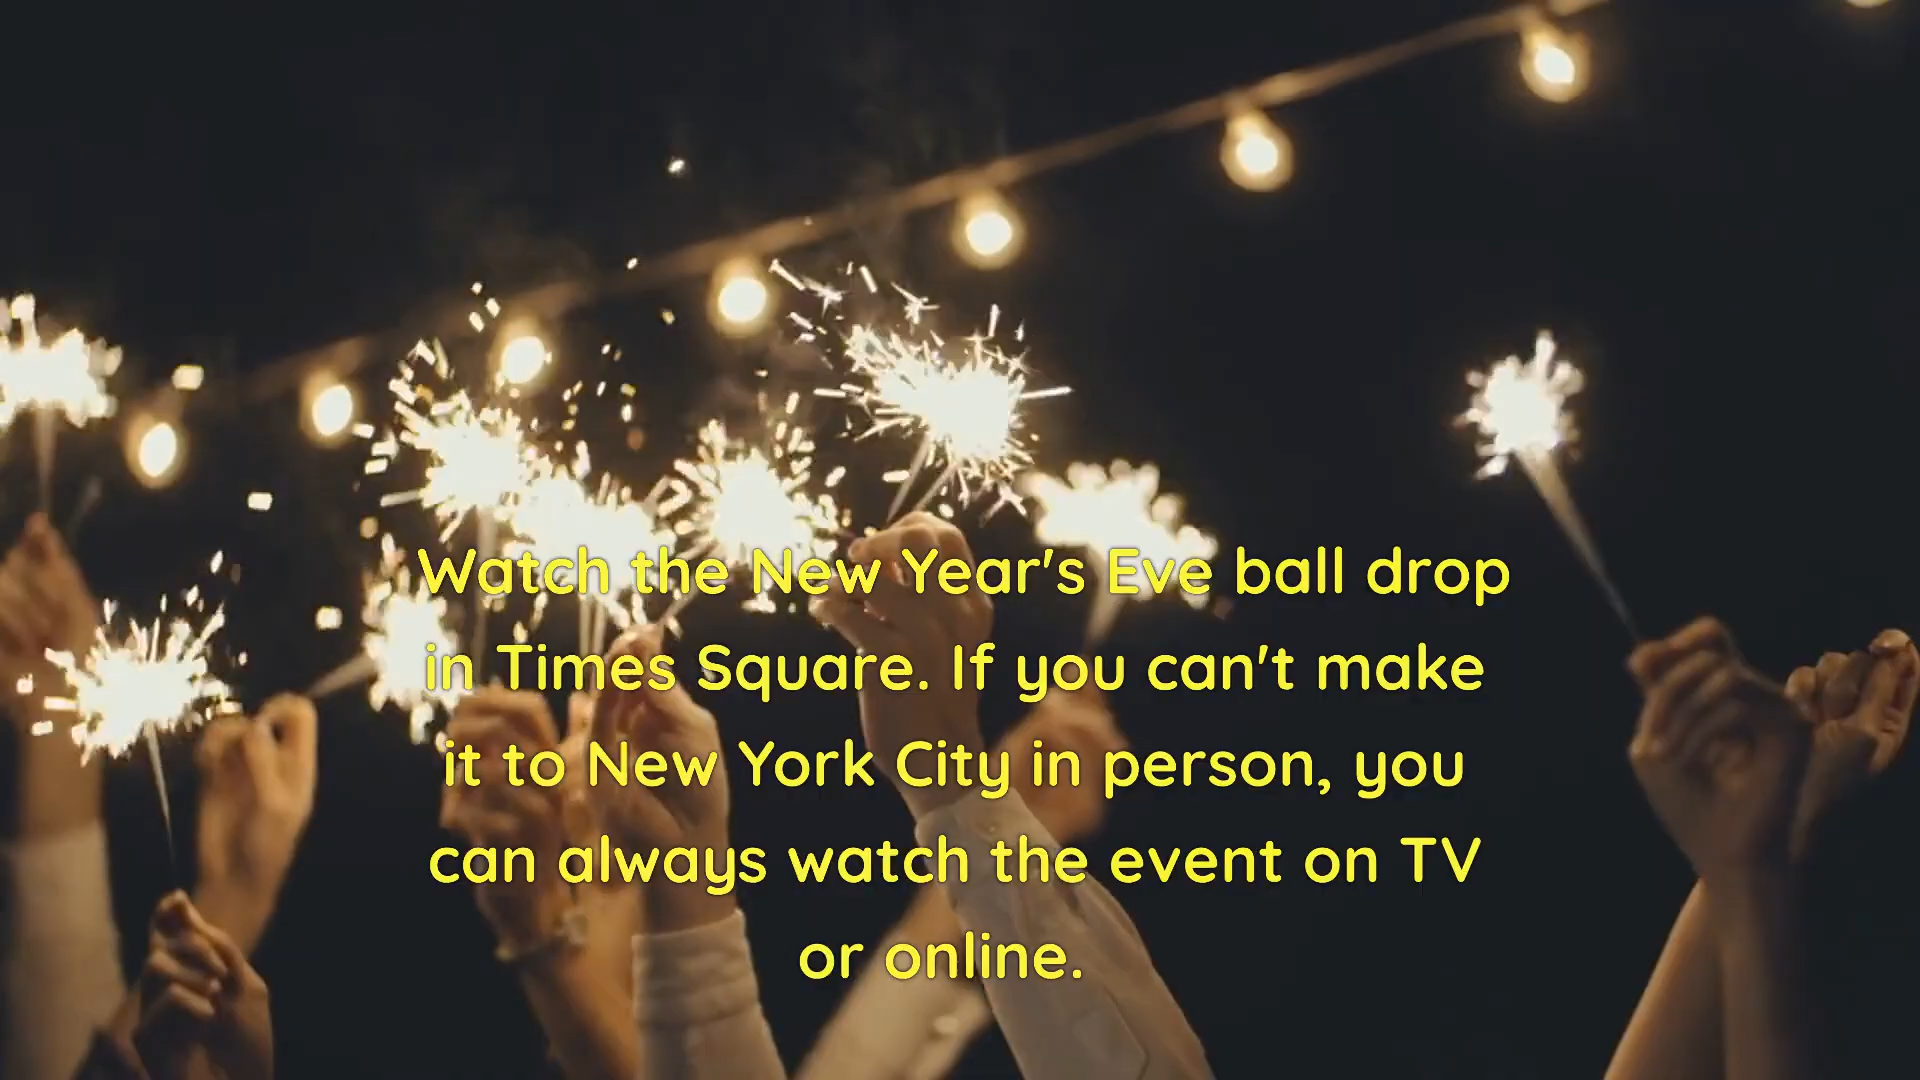 Watch the New Year's Eve ball drop
in Times Square. If you can't make
it to New York City in person, you
can always watch the event on TV
or online.